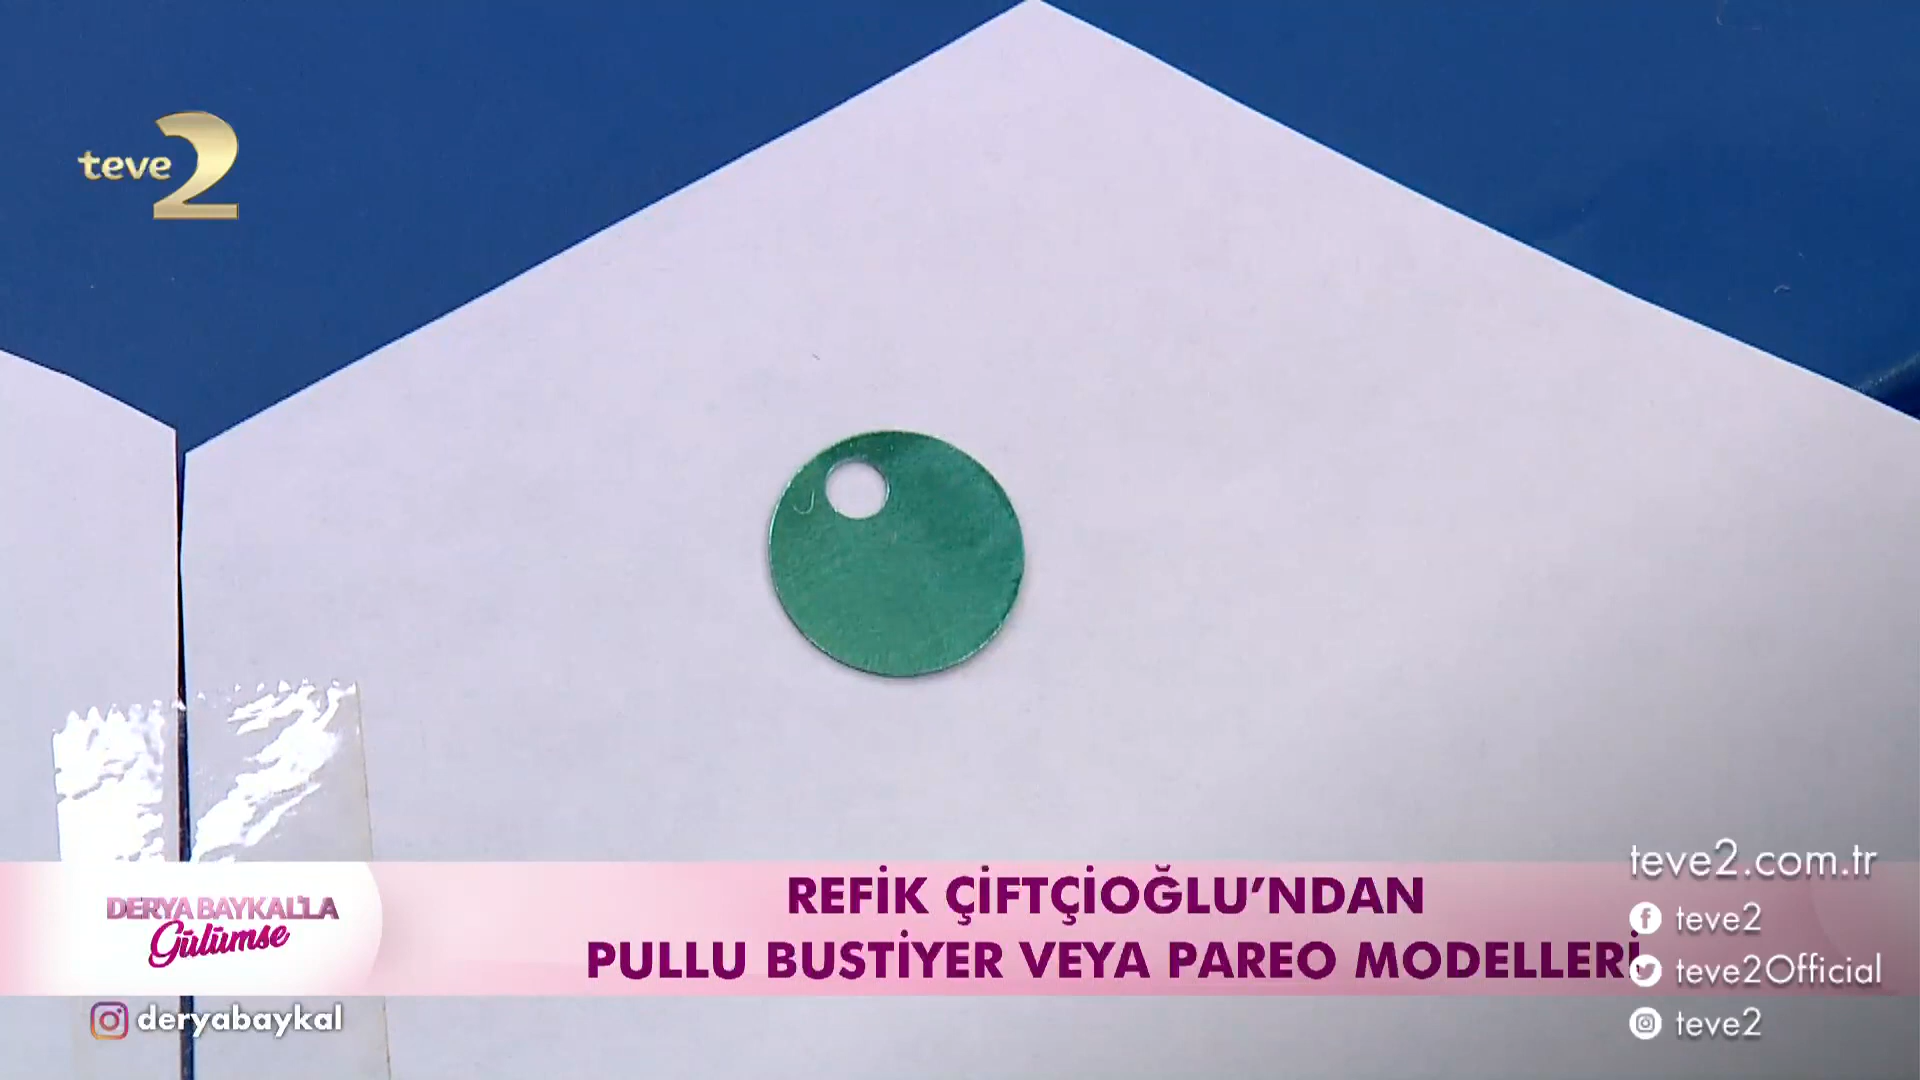 teve2
REFİK ÇİFTÇİOĞLU'NDAN
PULLU BUSTİYER VEYA PAREO MODELLERİ
DERYA BAYKAL'LA
Gülümse
deryabaykal
teve2.com.tr
teve2
teve2Official
teve2